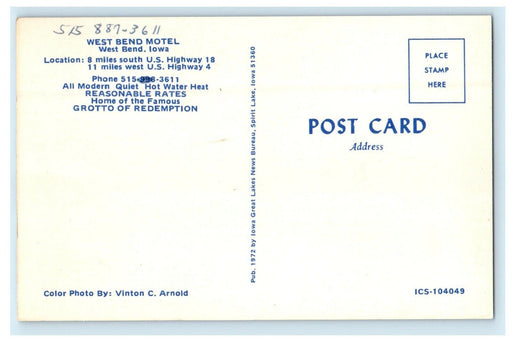 515 887-3611
WEST BEND MOTEL
West Bend, Iowa
Location: 8 miles south U.S. Highway 18
11 miles west U.S. Highway 4
Phone 515-998-3611
All Modern Quiet Hot Water Heat
REASONABLE RATES
Home of the Famous
GROTTO OF REDEMPTION
Color Photo By: Vinton C. Arnold
Pub. 1972 by Iowa Great Lakes News Bureau, Spirit Lake, Iowa 51360
PLACE
STAMP
HERE
POST CARD
Address
ICS-104049